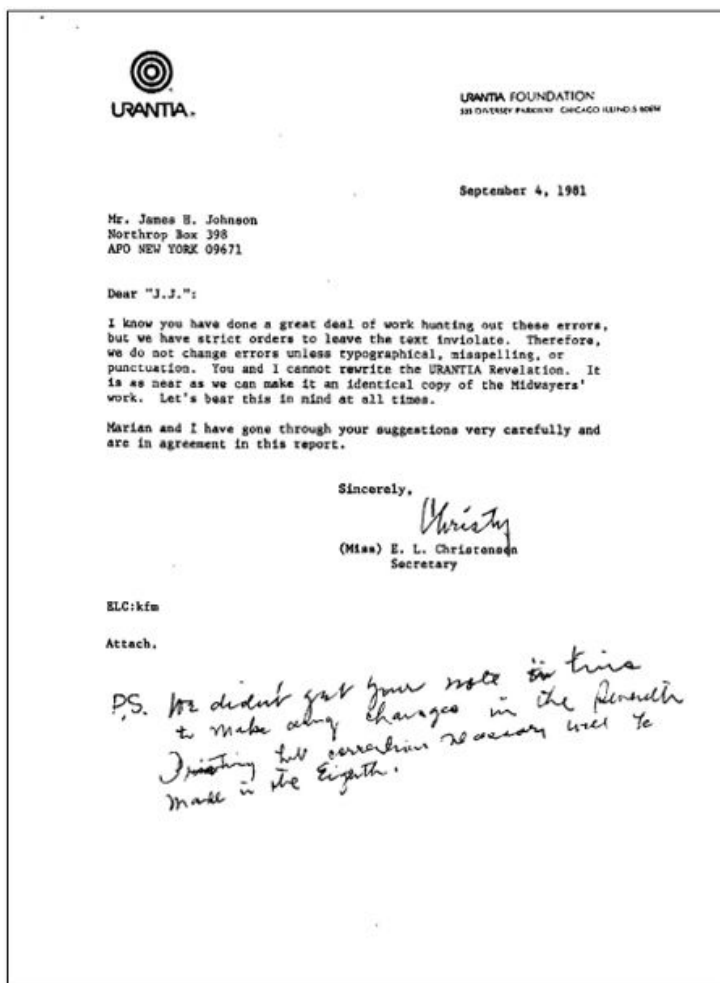 URANTIA®
URANTIA FOUNDATION
533 DIVERSEY PARKWAY CHICAGO ILLINOIS 60614
September 4, 1981
Mr. James H. Johnson
Northrop Box 398
APO NEW YORK 09671
Dear "J.J.":
I know you have done a great deal of work hunting out these errors,
but we have strict orders to leave the text inviolate. Therefore,
we do not change errors unless typographical, misspelling, or
punctuation. You and I cannot rewrite the URANTIA Revelation. It
is as near as we can make it an identical copy of the Midwayers'
work. Let's bear this in mind at all times.
Marian and I have gone through your suggestions very carefully and
are in agreement in this report.
Sincerely,
Christy
(Miss) E. L. Christensen
Secretary
ELC:kfm
Attach.
P.S. We didn't get your note in time
to make any changes in the Seventh
Printing but corrections necessary will be
made in the Eighth.